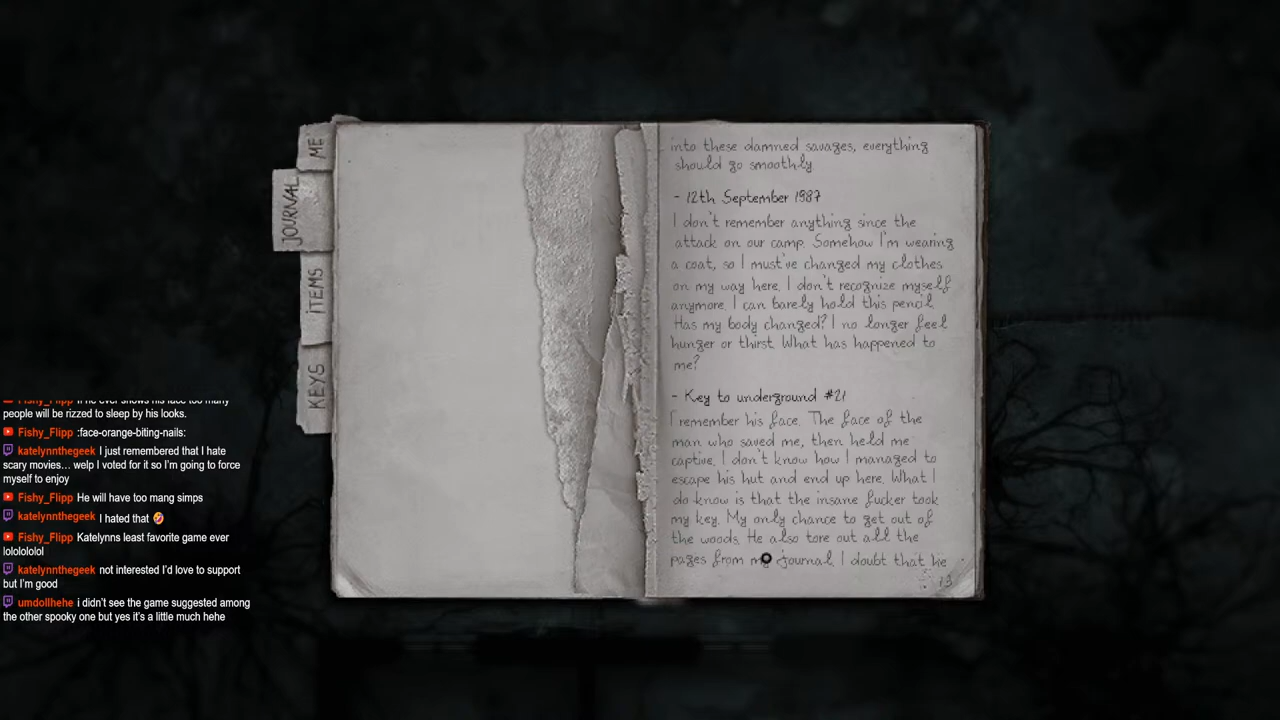 ME
JOURNAL
ITEMS
KEYS
into these damned savages, everything
should go smoothly
- 12th September 1987
I don't remember anything since the
attack on our camp. Somehow I'm wearing
a coat, so I must've changed my clothes
on my way here. I don't recognize myself
anymore. I can barely hold this pencil.
Has my body changed? I no longer feel
hunger or thirst. What has happened to
me?
- Key to underground #21
I remember his face. The face of the
man who saved me, then held me
captive. I don't know how I managed to
escape his hut and end up here. What I
do know is that the insane fucker took
my key. My only chance to get out of
the woods. He also tore out all the
pages from my journal. I doubt that he
13
people will be rizzed to sleep by his looks.
Fishy_Flipp :face-orange-biting-nails:
katelynnthegeek I just remembered that I hate
scary movies… welp I voted for it so I'm going to force
myself to enjoy
Fishy_Flipp He will have too mang simps
katelynnthegeek I hated that 🤣
Fishy_Flipp Katelynns least favorite game ever
lolololol
katelynnthegeek not interested I'd love to support
but I'm good
umdollhehe i didn't see the game suggested among
the other spooky one but yes it's a little much hehe